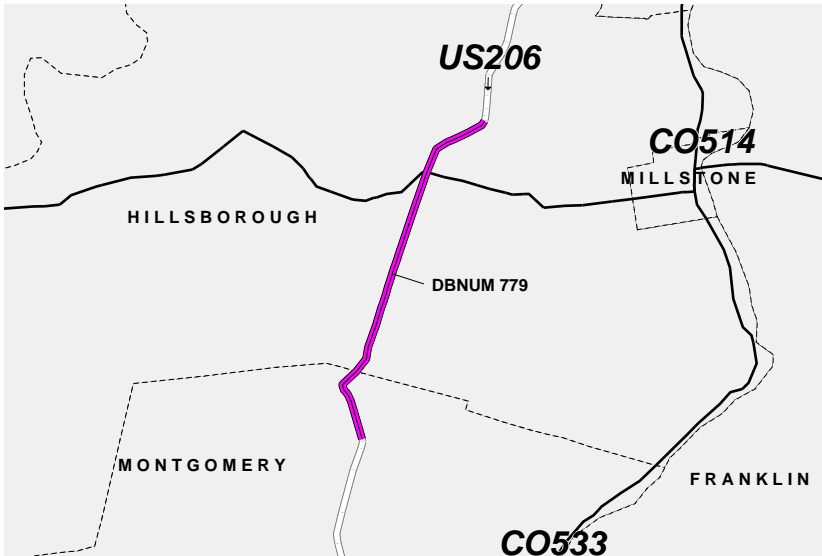 US206
CO514
MILLSTONE
HILLSBOROUGH
DBNUM 779
MONTGOMERY
FRANKLIN
CO533